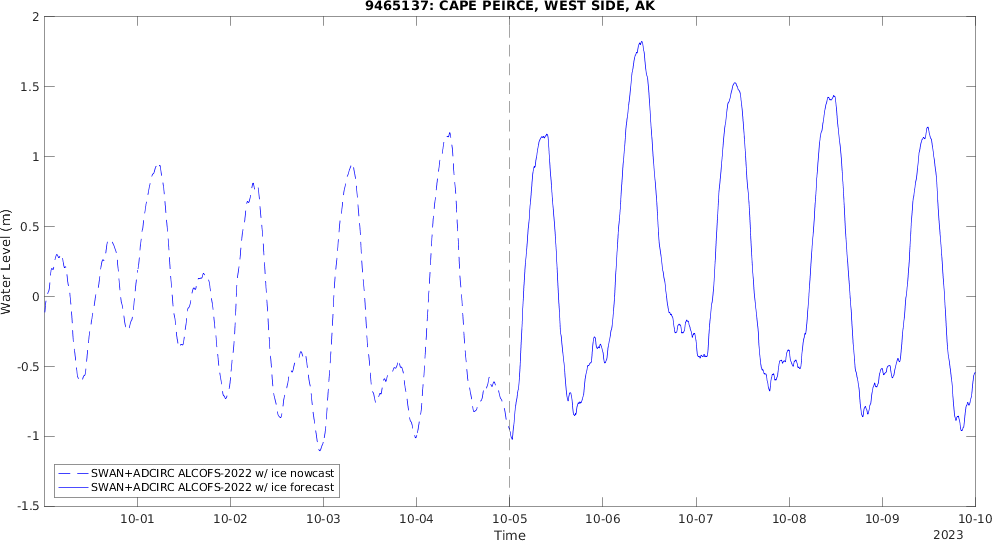 9465137: CAPE PEIRCE, WEST SIDE, AK
2
1.5
1
0.5
0
-0.5
-1
-1.5
Water Level (m)
SWAN+ADCIRC ALCOFS-2022 w/ ice nowcast
SWAN+ADCIRC ALCOFS-2022 w/ ice forecast
10-01 10-02 10-03 10-04 10-05 10-06 10-07 10-08 10-09 10-10
Time
2023